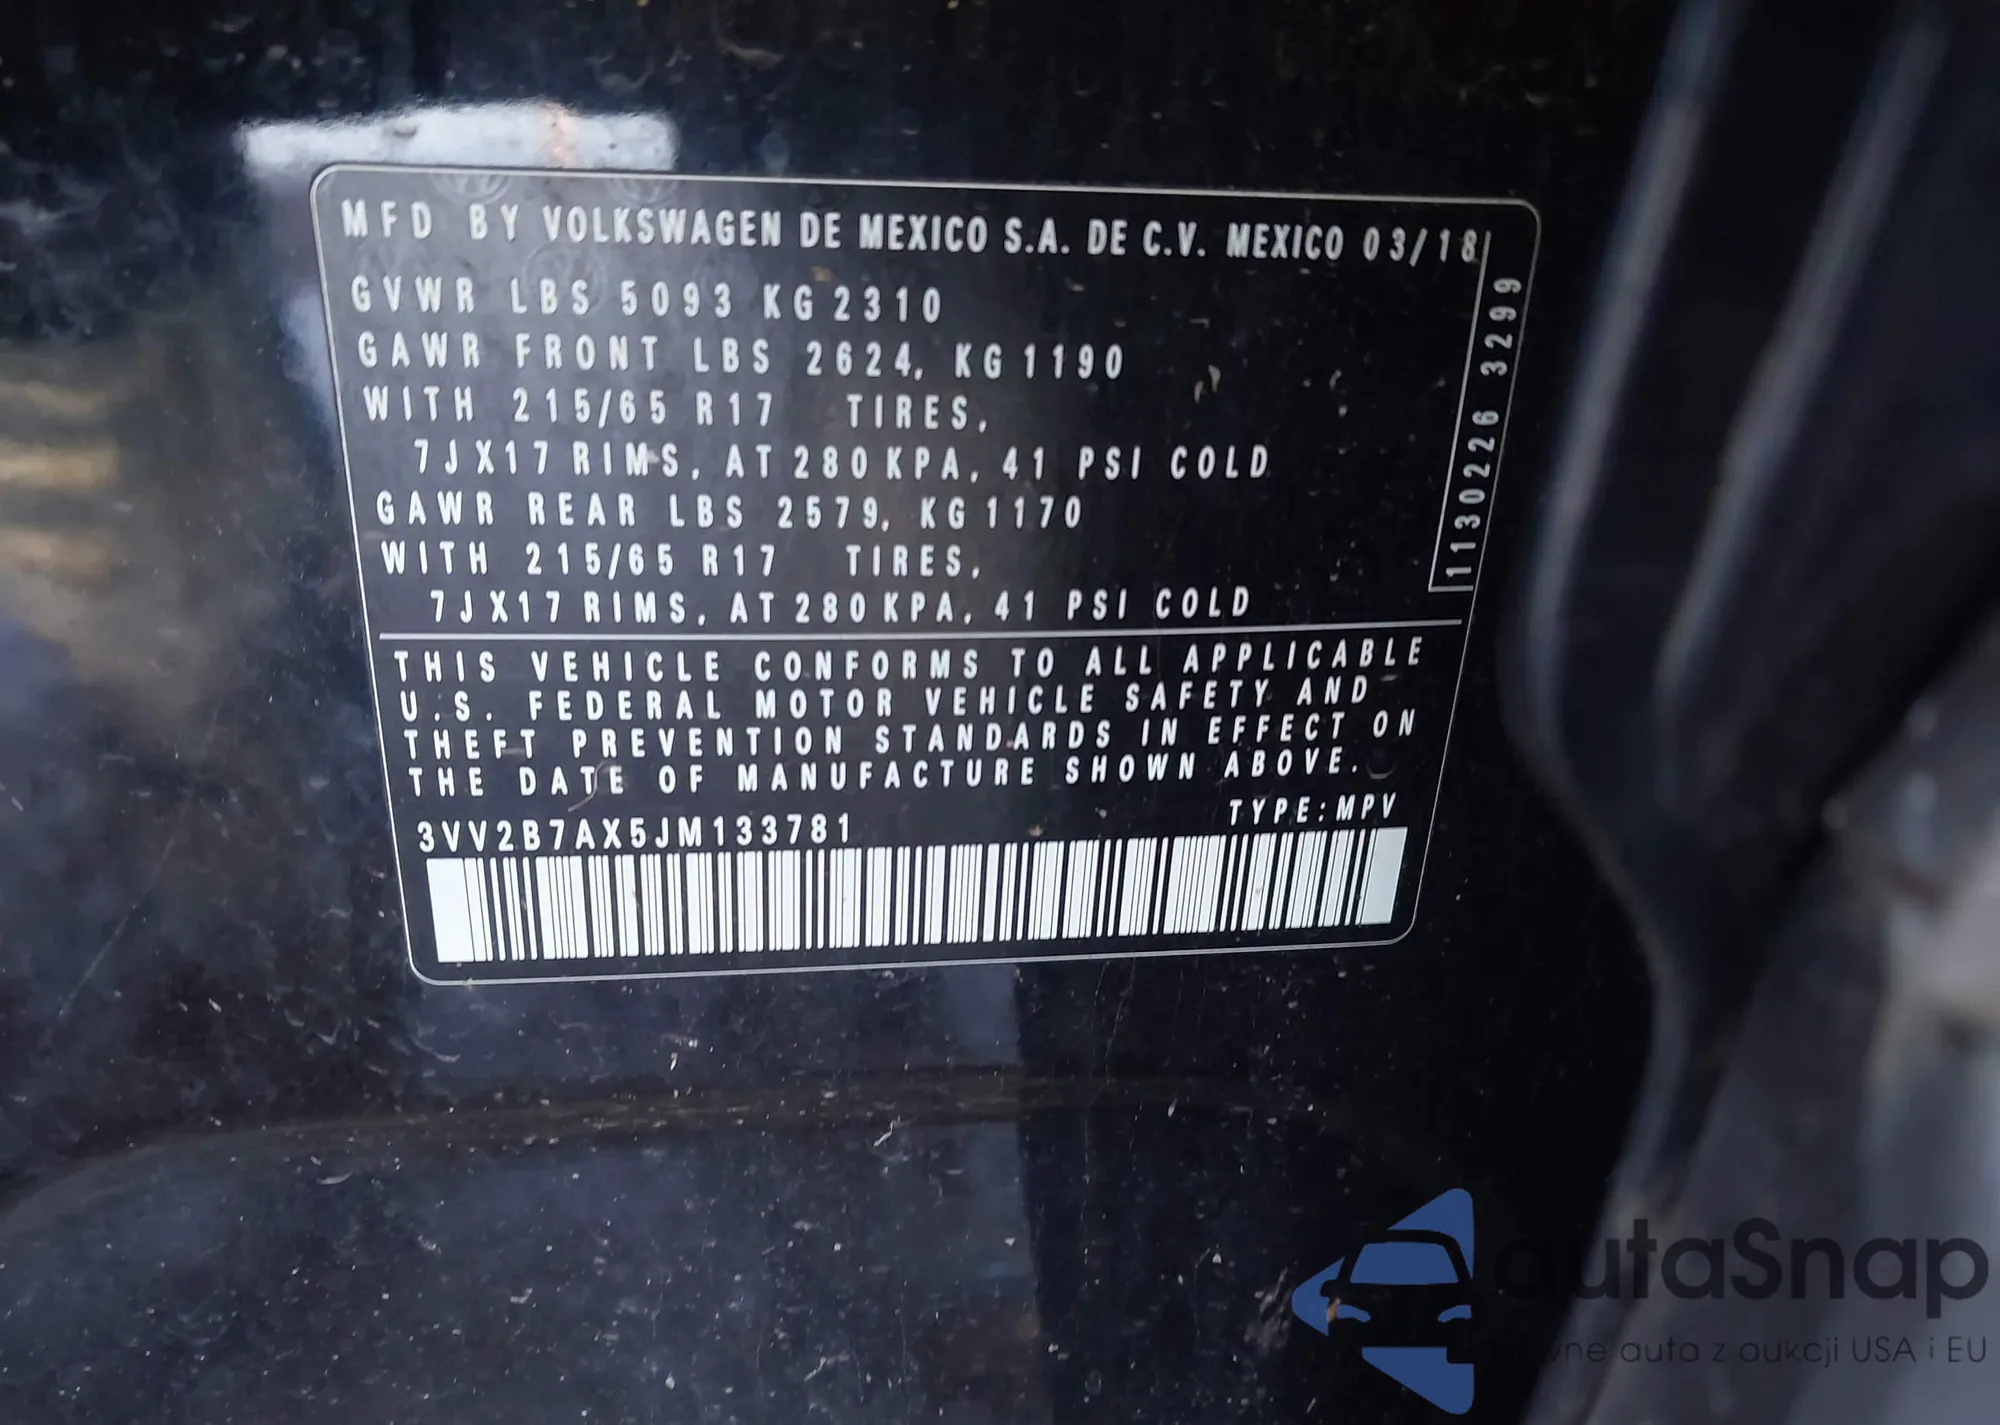 MFD BY VOLKSWAGEN DE MEXICO S.A. DE C.V. MEXICO 03/18
GVWR LBS 5093 KG 2310
GAWR FRONT LBS 2624, KG 1190
WITH 215/65 R17 TIRES,
7JX17 RIMS, AT 280 KPA, 41 PSI COLD
GAWR REAR LBS 2579, KG 1170
WITH 215/65 R17 TIRES,
7JX17 RIMS, AT 280 KPA, 41 PSI COLD
1130226 3299
THIS VEHICLE CONFORMS TO ALL APPLICABLE
U.S. FEDERAL MOTOR VEHICLE SAFETY AND
THEFT PREVENTION STANDARDS IN EFFECT ON
THE DATE OF MANUFACTURE SHOWN ABOVE.
3VV2B7AX5JM133781 TYPE: MPV
autaSnap
auta z aukcji USA i EU